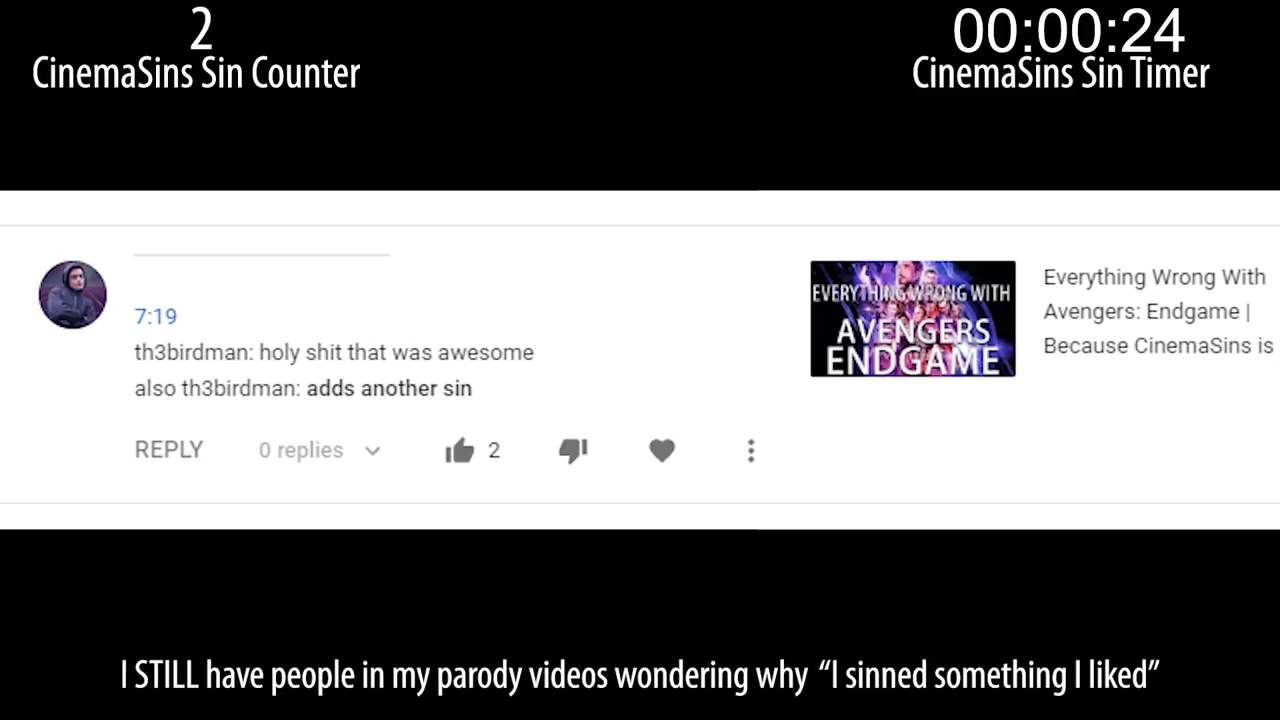 2
CinemaSins Sin Counter
00:00:24
CinemaSins Sin Timer
7:19
th3birdman: holy shit that was awesome
also th3birdman: adds another sin
REPLY 0 replies 2
EVERYTHING WRONG WITH
AVENGERS
ENDGAME
Everything Wrong With
Avengers: Endgame |
Because CinemaSins is
I STILL have people in my parody videos wondering why “I sinned something I liked”